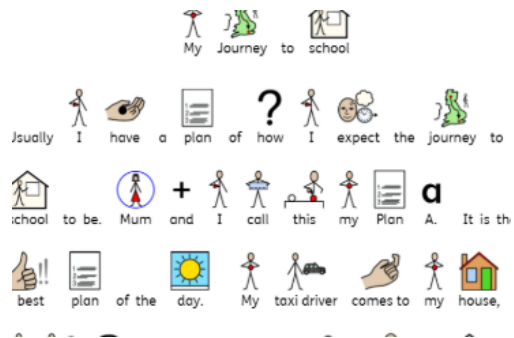 My Journey to school
Usually I have a plan of how I expect the journey to
school to be. Mum and I call this my Plan A. It is the
best plan of the day. My taxi driver comes to my house,